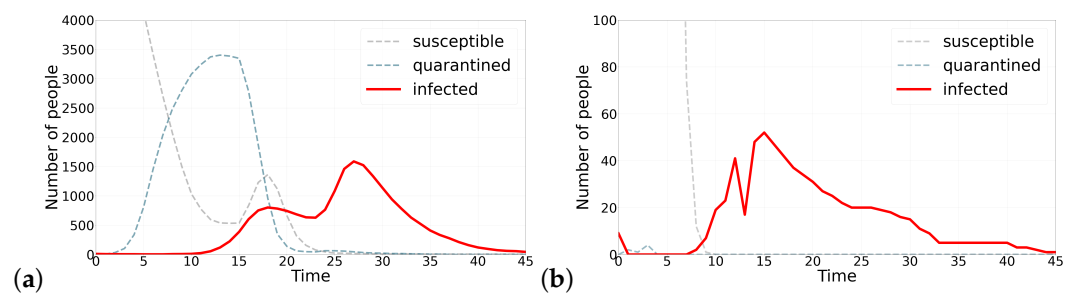 4000
3500
3000
2500
2000
1500
1000
500
0
Number of people
susceptible
quarantined
infected
0 5 10 15 20 25 30 35 40 45
Time
(a)
100
80
60
40
20
0
Number of people
susceptible
quarantined
infected
0 5 10 15 20 25 30 35 40 45
Time
(b)